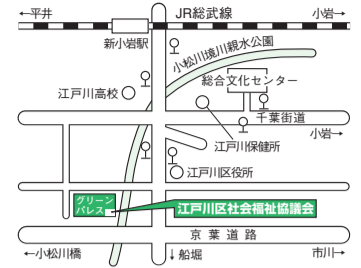 ←平井
JR総武線
小岩→
新小岩駅
小松川境川親水公園
総合文化センター
江戸川高校
千葉街道
小岩→
江戸川保健所
江戸川区役所
グリーン
パレス
江戸川区社会福祉協議会
京葉道路
←小松川橋
↓船堀
市川→